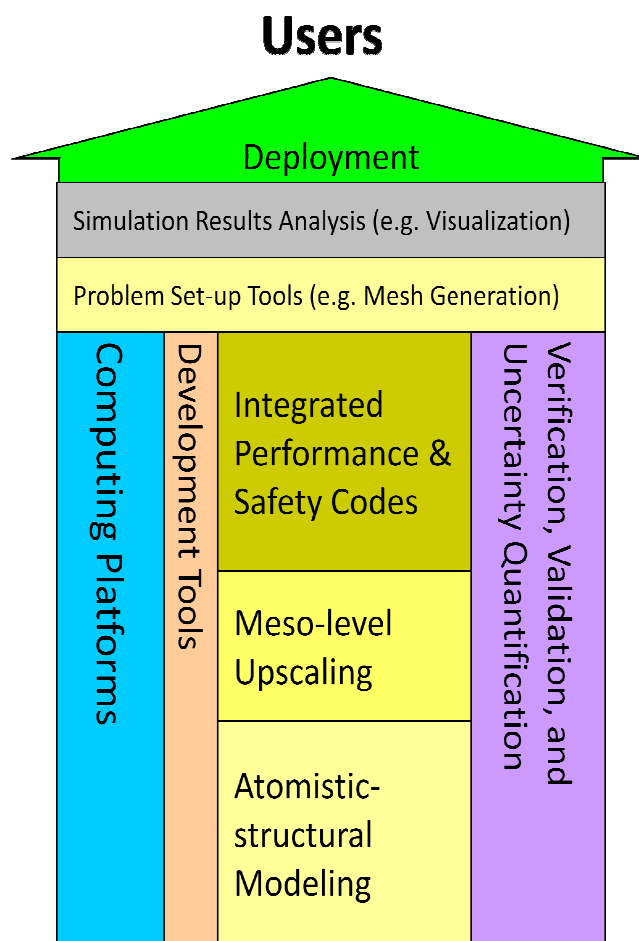 Users
Deployment
Simulation Results Analysis (e.g. Visualization)
Problem Set-up Tools (e.g. Mesh Generation)
Computing Platforms
Development Tools
Integrated
Performance &
Safety Codes
Meso-level
Upscaling
Atomistic-
structural
Modeling
Verification, Validation, and
Uncertainty Quantification